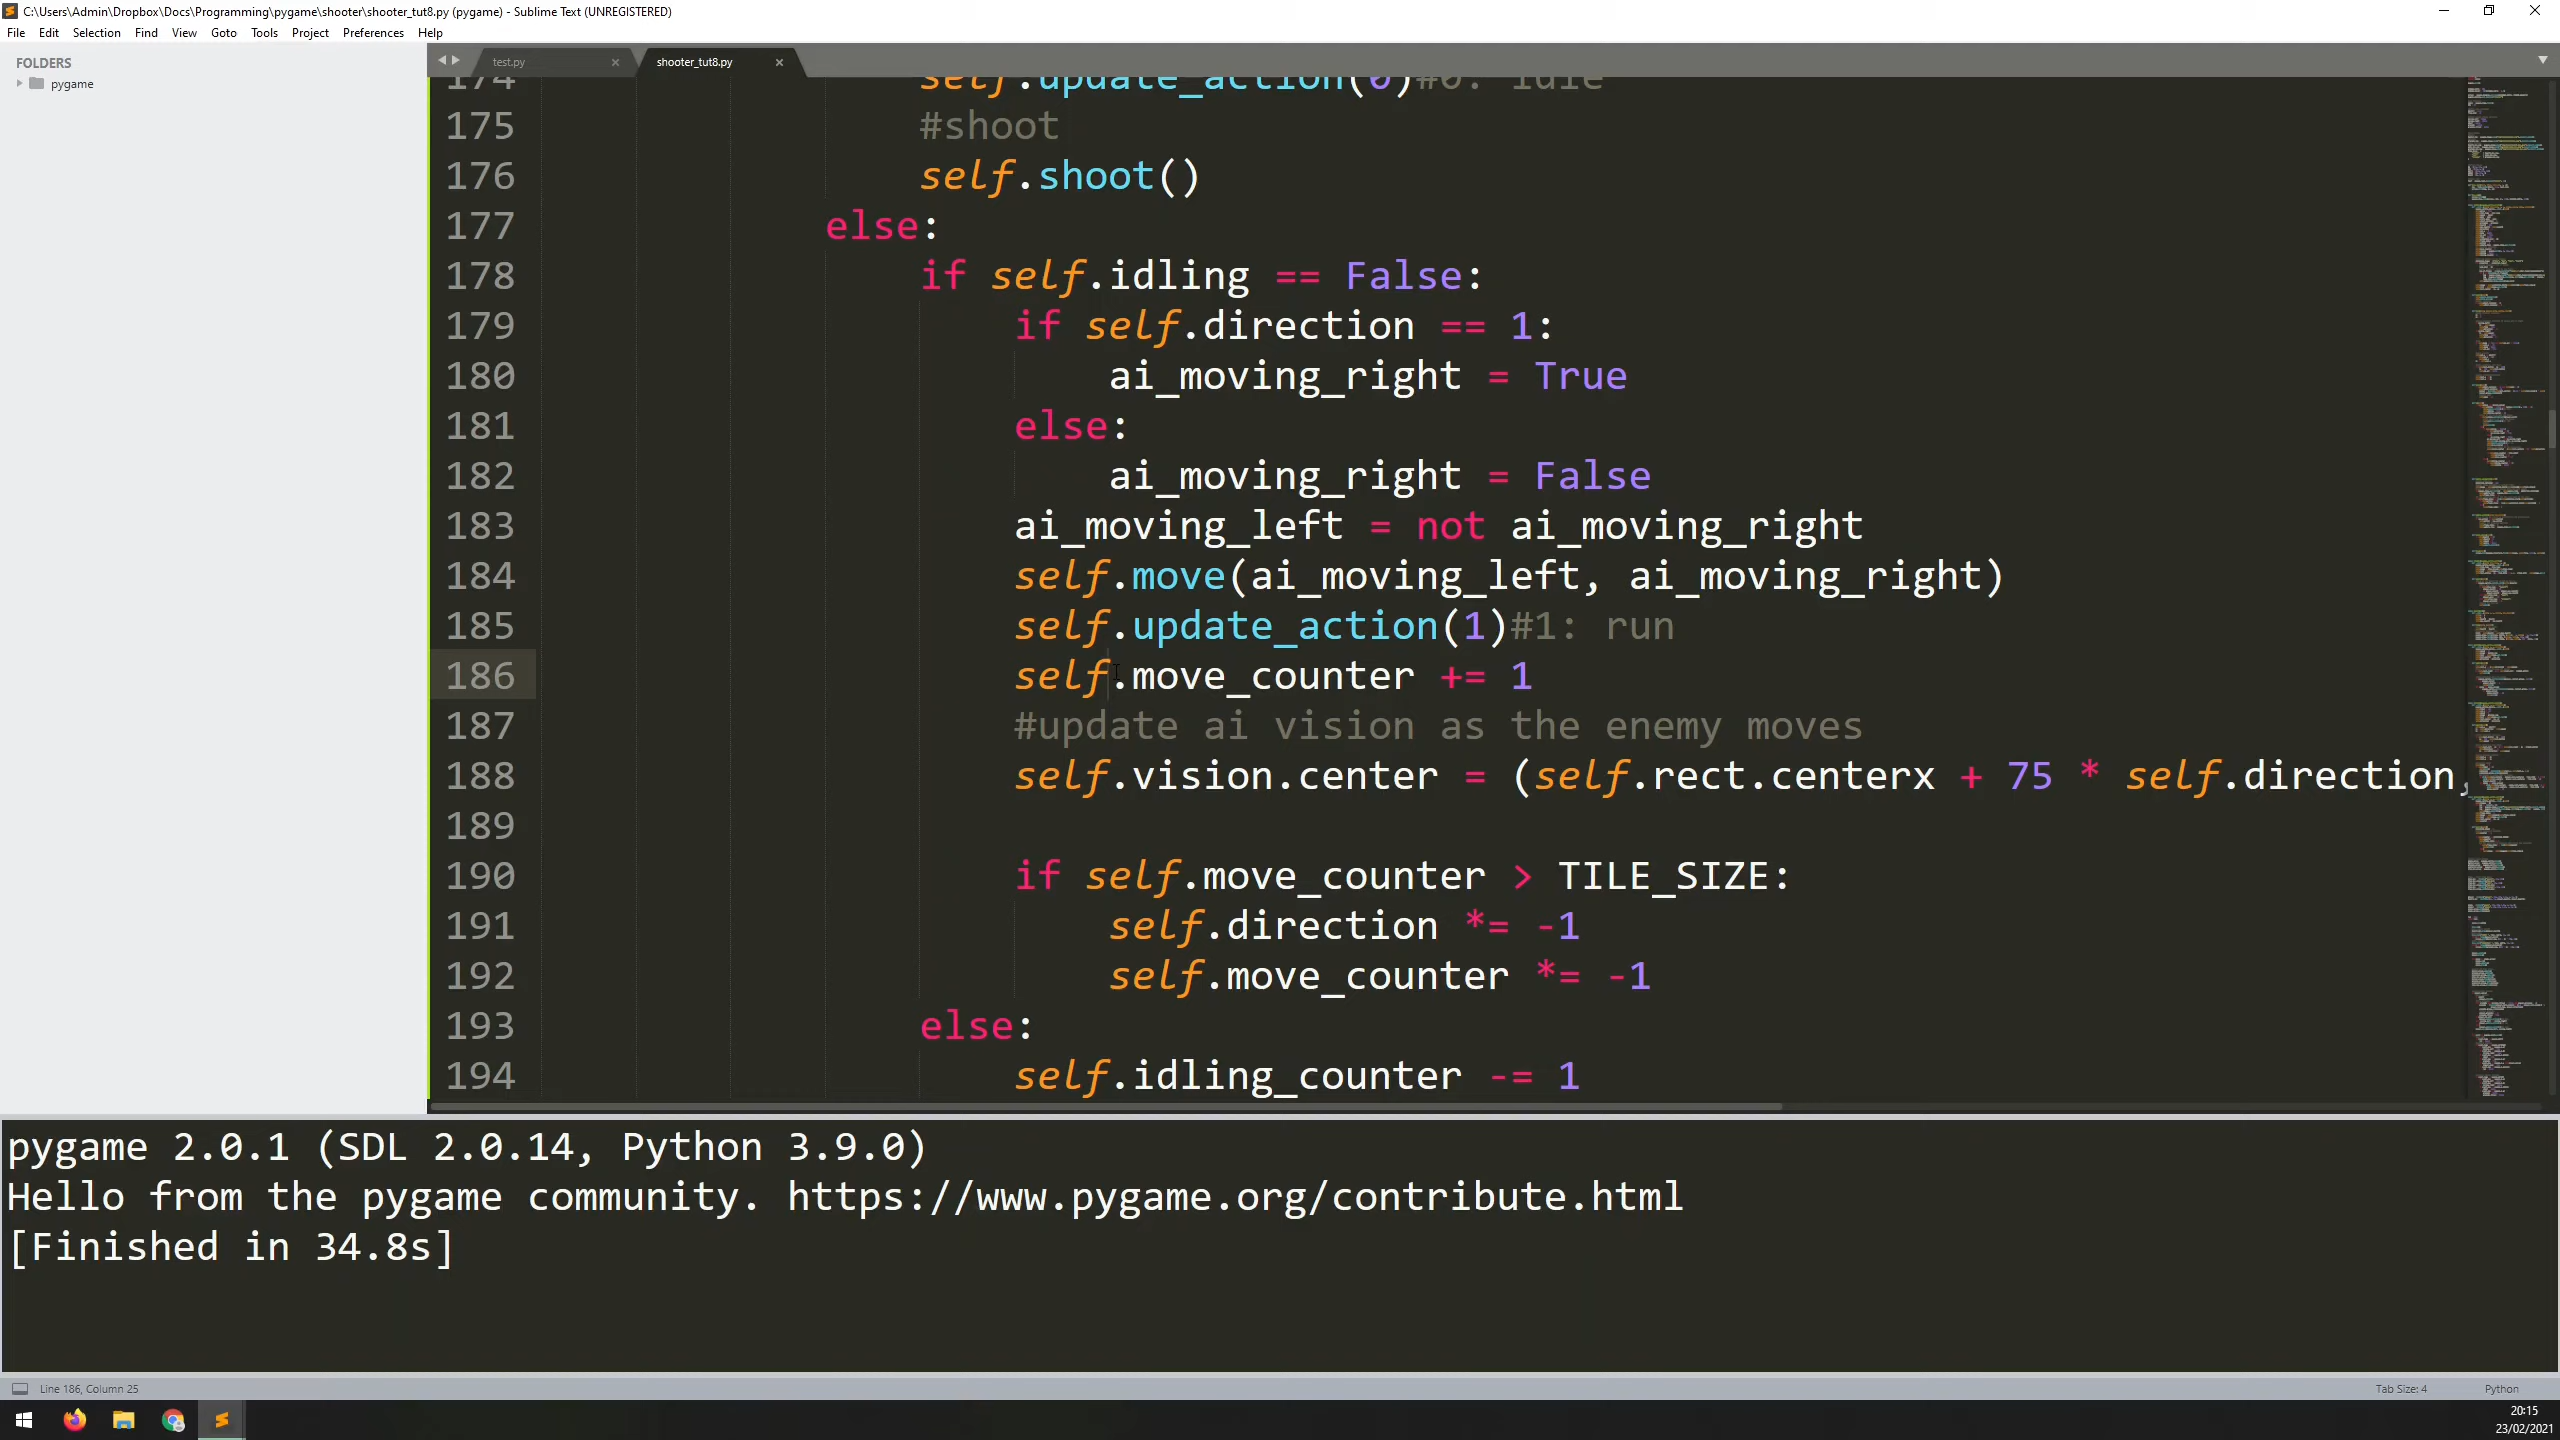 C:\Users\Admin\Dropbox\Docs\Programming\pygame\shooter\shooter_tut8.py (pygame) - Sublime Text (UNREGISTERED)
File Edit Selection Find View Goto Tools Project Preferences Help
FOLDERS
pygame
test.py
shooter_tut8.py
174 self.update_action(0)#0: idle
175 #shoot
176 self.shoot()
177 else:
178 if self.idling == False:
179 if self.direction == 1:
180 ai_moving_right = True
181 else:
182 ai_moving_right = False
183 ai_moving_left = not ai_moving_right
184 self.move(ai_moving_left, ai_moving_right)
185 self.update_action(1)#1: run
186 self.move_counter += 1
187 #update ai vision as the enemy moves
188 self.vision.center = (self.rect.centerx + 75 * self.direction,
189
190 if self.move_counter > TILE_SIZE:
191 self.direction *= -1
192 self.move_counter *= -1
193 else:
194 self.idling_counter -= 1
pygame 2.0.1 (SDL 2.0.14, Python 3.9.0)
Hello from the pygame community. https://www.pygame.org/contribute.html
[Finished in 34.8s]
Line 186, Column 25
Tab Size: 4
Python
20:15
23/02/2021